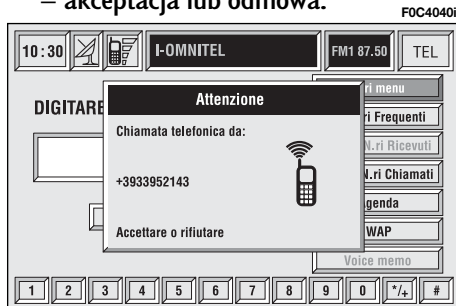 – akceptacja lub odmowa.
F0C4040i
10:30 I-OMNITEL FM1 87.50 TEL
DIGITARE
Attenzione
Chiamata telefonica da:
+3933952143
Accettare o rifiutare
ri menu
ri Frequenti
N.ri Ricevuti
N.ri Chiamati
genda
WAP
Voice memo
1 2 3 4 5 6 7 8 9 0 */+ #